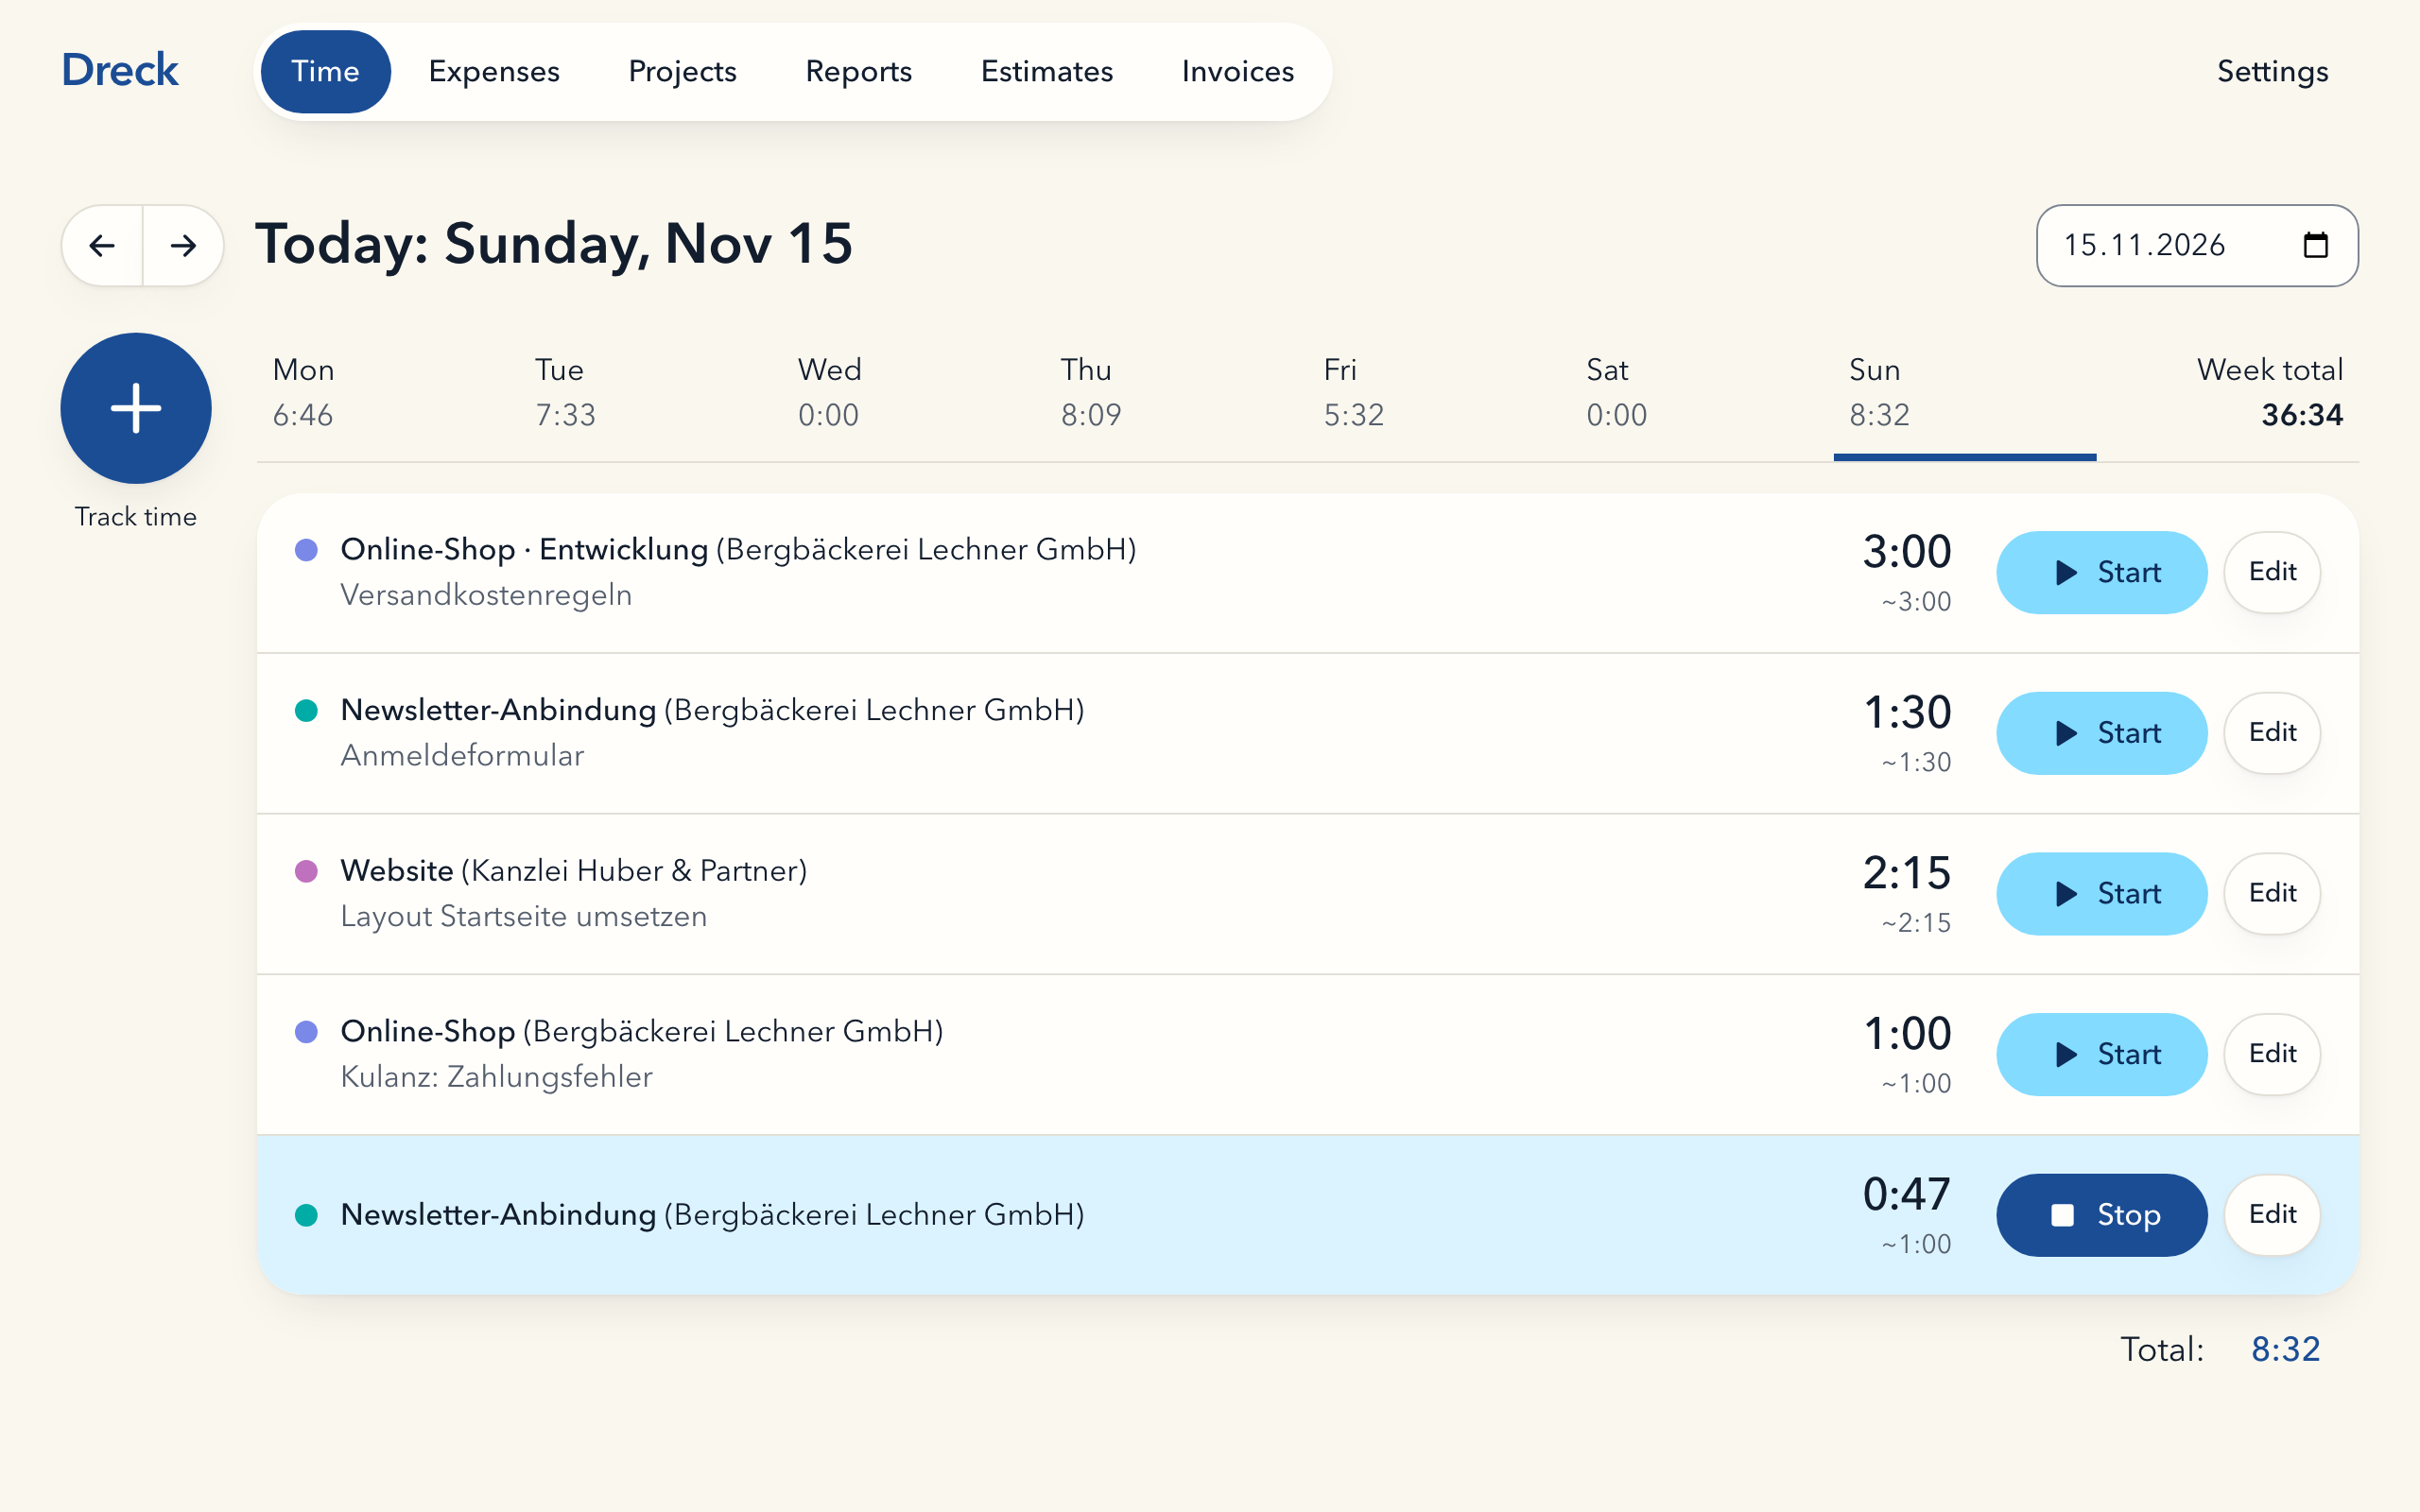 Dreck
Time Expenses Projects Reports Estimates Invoices
Settings
Today: Sunday, Nov 15
15.11.2026
Track time
Mon Tue Wed Thu Fri Sat Sun Week total
6:46 7:33 0:00 8:09 5:32 0:00 8:32 36:34
Online-Shop · Entwicklung (Bergbäckerei Lechner GmbH)
Versandkostenregeln
3:00
~3:00
Start Edit
Newsletter-Anbindung (Bergbäckerei Lechner GmbH)
Anmeldeformular
1:30
~1:30
Start Edit
Website (Kanzlei Huber & Partner)
Layout Startseite umsetzen
2:15
~2:15
Start Edit
Online-Shop (Bergbäckerei Lechner GmbH)
Kulanz: Zahlungsfehler
1:00
~1:00
Start Edit
Newsletter-Anbindung (Bergbäckerei Lechner GmbH)
0:47
~1:00
Stop Edit
Total: 8:32